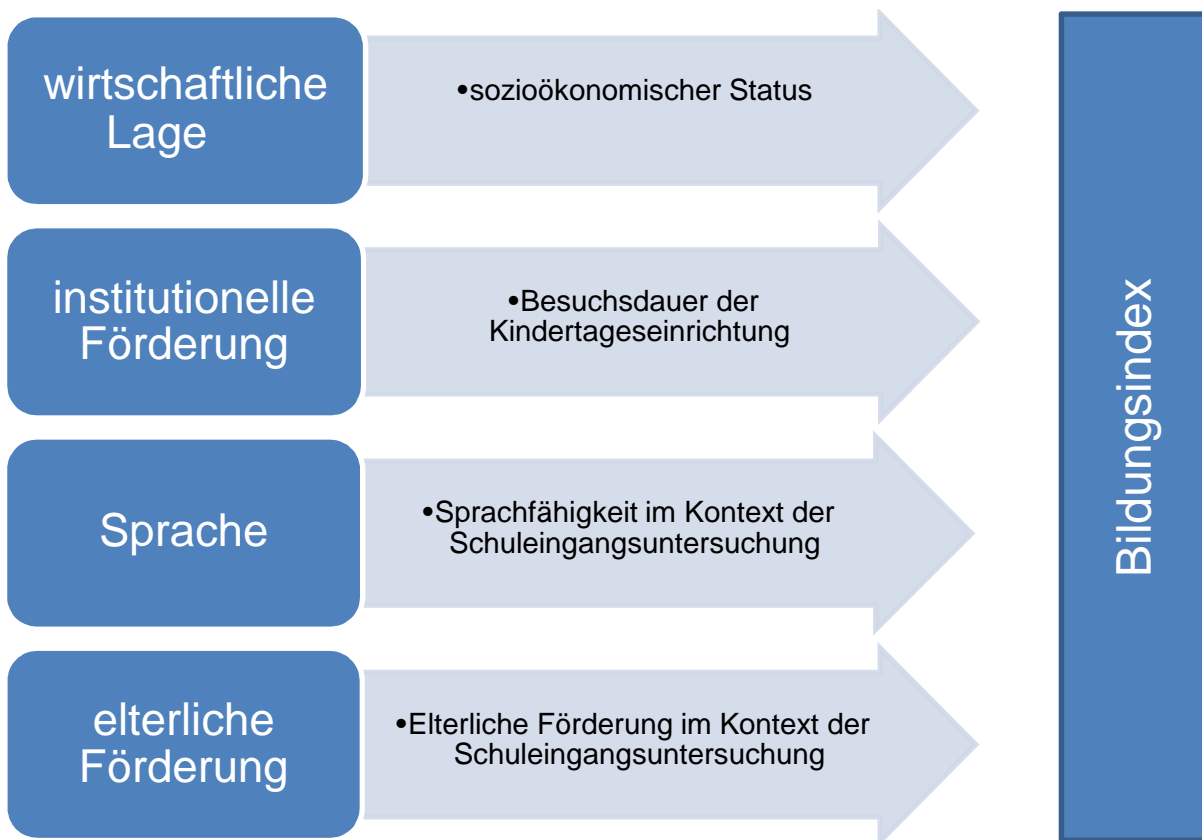 wirtschaftliche
Lage
•sozioökonomischer Status
institutionelle
Förderung
•Besuchsdauer der
Kindertageseinrichtung
Sprache
•Sprachfähigkeit im Kontext der
Schuleingangsuntersuchung
elterliche
Förderung
•Elterliche Förderung im Kontext der
Schuleingangsuntersuchung
Bildungsindex